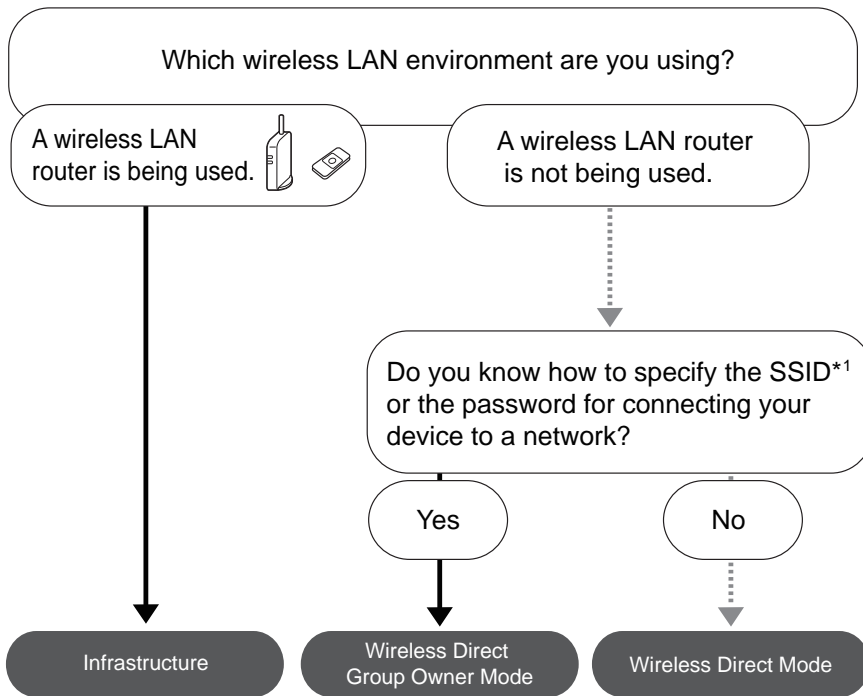 Which wireless LAN environment are you using?
A wireless LAN
router is being used.
A wireless LAN router
is not being used.
Do you know how to specify the SSID*1
or the password for connecting your
device to a network?
Yes
No
Infrastructure
Wireless Direct
Group Owner Mode
Wireless Direct Mode